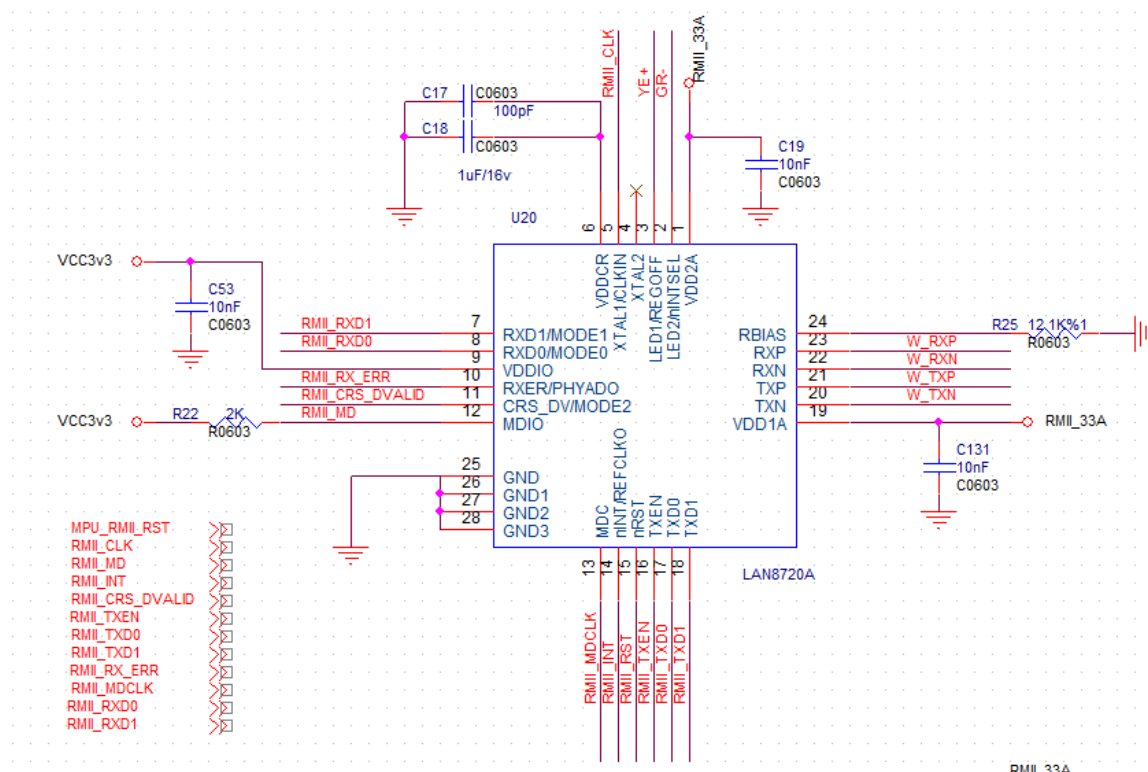 RMII_CLK
YE+
GR-
RMII_33A
C17
C0603
100pF
C18
C0603
1uF/16v
C19
10nF
C0603
U20
6
5
4
3
2
1
VDDCR
XTAL1/CLKIN
XTAL2
LED1/REGOFF
LED2/nINTSEL
VDD2A
VCC3v3
C53
10nF
C0603
RMII_RXD1
7
RXD1/MODE1
RMII_RXD0
8
RXD0/MODE0
9
VDDIO
RMII_RX_ERR
10
RXER/PHYADO
RMII_CRS_DVALID
11
CRS_DV/MODE2
VCC3v3
R22
2K
R0603
RMII_MD
12
MDIO
24
RBIAS
R25
12.1K%1
R0603
23
RXP
W_RXP
22
RXN
W_RXN
21
TXP
W_TXP
20
TXN
W_TXN
19
VDD1A
RMII_33A
C131
10nF
C0603
25
GND
26
GND1
27
GND2
28
GND3
MDC
nINT/REFCLKO
nRST
TXEN
TXD0
TXD1
13
14
15
16
17
18
LAN8720A
RMII_MDCLK
RMII_INT
RMII_RST
RMII_TXEN
RMII_TXD0
RMII_TXD1
MPU_RMII_RST
RMII_CLK
RMII_MD
RMII_INT
RMII_CRS_DVALID
RMII_TXEN
RMII_TXD0
RMII_TXD1
RMII_RX_ERR
RMII_MDCLK
RMII_RXD0
RMII_RXD1
RMII_33A